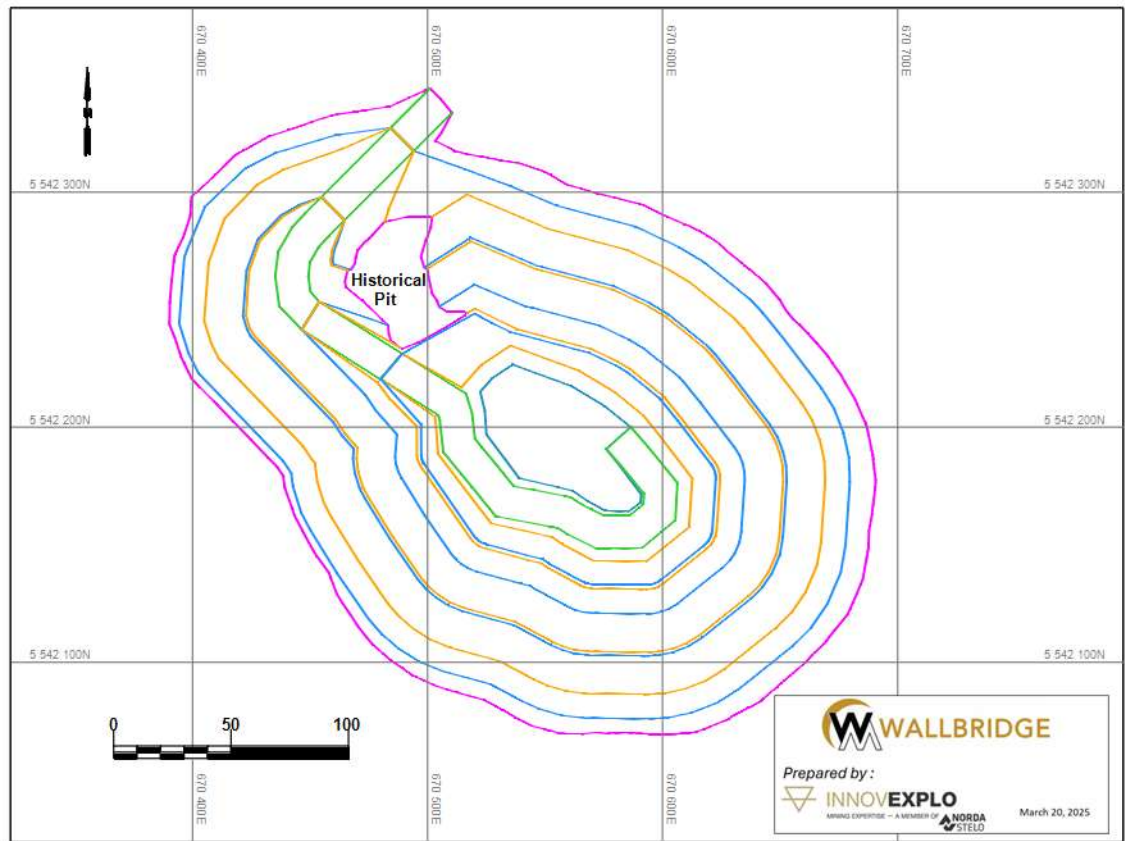 670 400E
670 500E
670 600E
670 700E
N
5 542 300N
5 542 300N
Historical
Pit
5 542 200N
5 542 200N
5 542 100N
5 542 100N
0 50 100
670 400E
670 500E
670 600E
WALLBRIDGE
Prepared by :
INNOVEXPLO
MINING EXPERTISE — A MEMBER OF NORDA
STELO
March 20, 2025